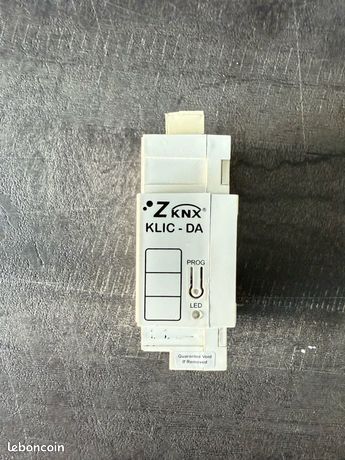 Z KNX®
KLIC - DA
PROG
LED
Guarantee Void
If Removed
leboncoin